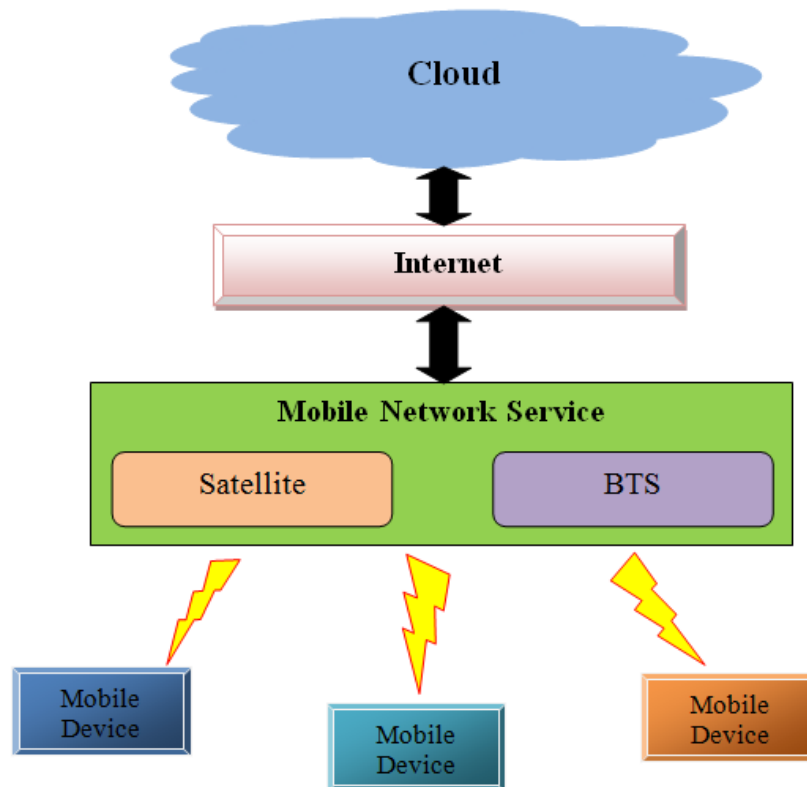 Cloud
Internet
Mobile Network Service
Satellite
BTS
Mobile
Device
Mobile
Device
Mobile
Device